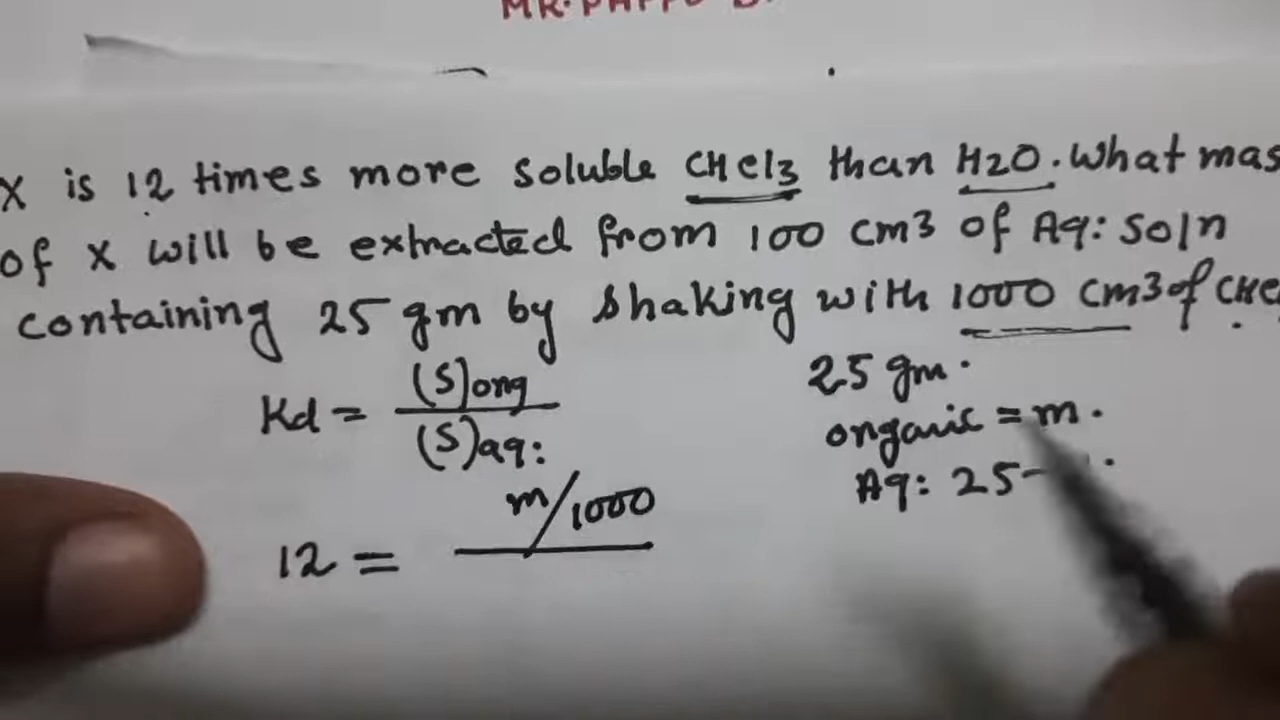 X is 12 times more soluble CHCl3 than H2O. What
of X will be extracted from 100 cm3 of Aq: soln
containing 25 gm by shaking with 1000 cm3 of
Kd = (S)org
(S)aq:
25 gm.
organic = m.
Aq: 25-
m/1000
12 =